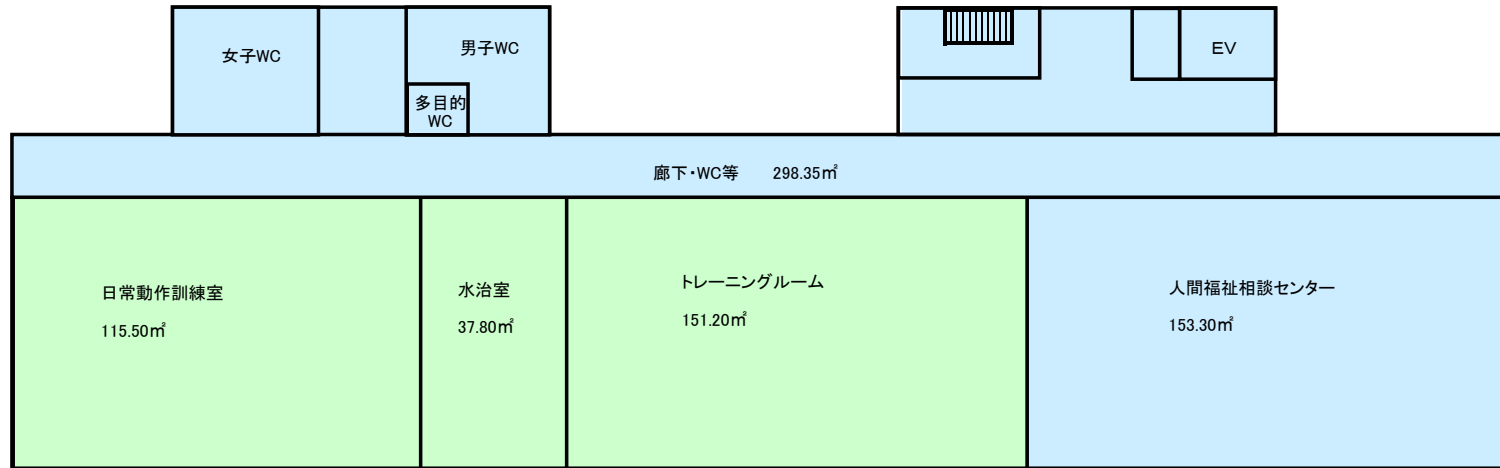 女子WC
男子WC
多目的
WC
EV
廊下・WC等 298.35㎡
日常動作訓練室
115.50㎡
水治室
37.80㎡
トレーニングルーム
151.20㎡
人間福祉相談センター
153.30㎡